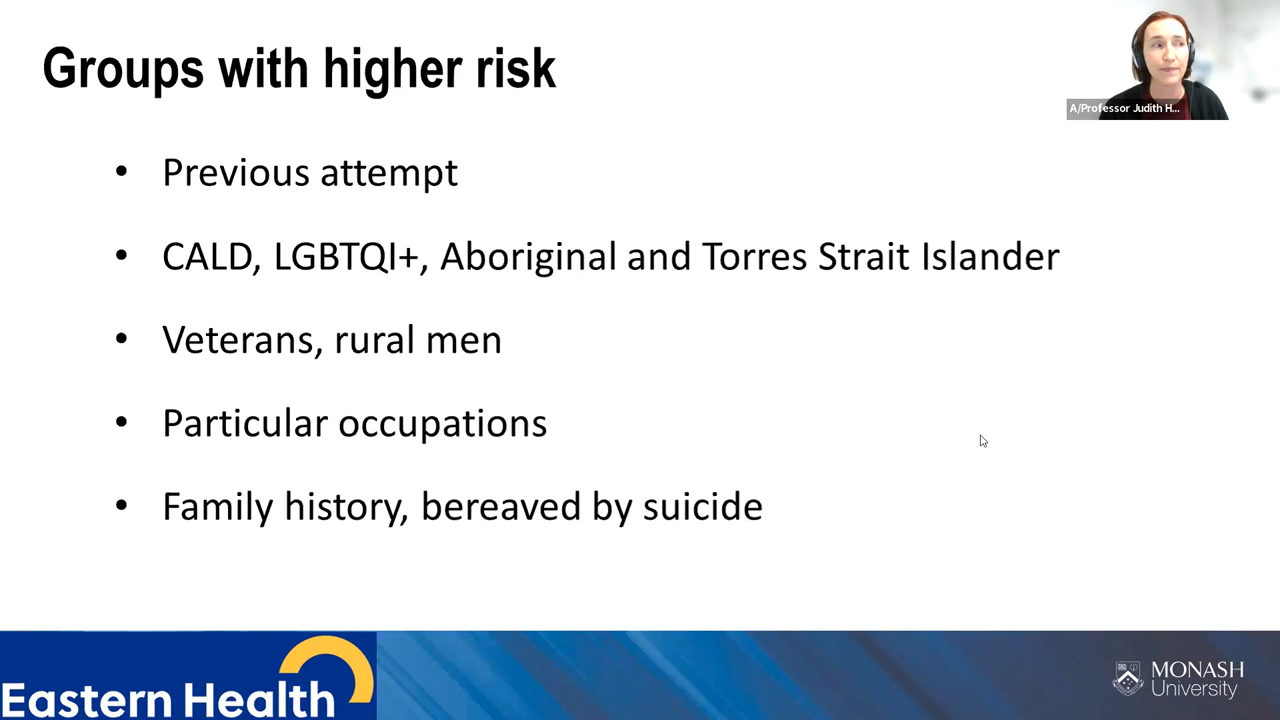 Groups with higher risk
A/Professor Judith H...
• Previous attempt
• CALD, LGBTQI+, Aboriginal and Torres Strait Islander
• Veterans, rural men
• Particular occupations
• Family history, bereaved by suicide
Eastern Health
MONASH
University